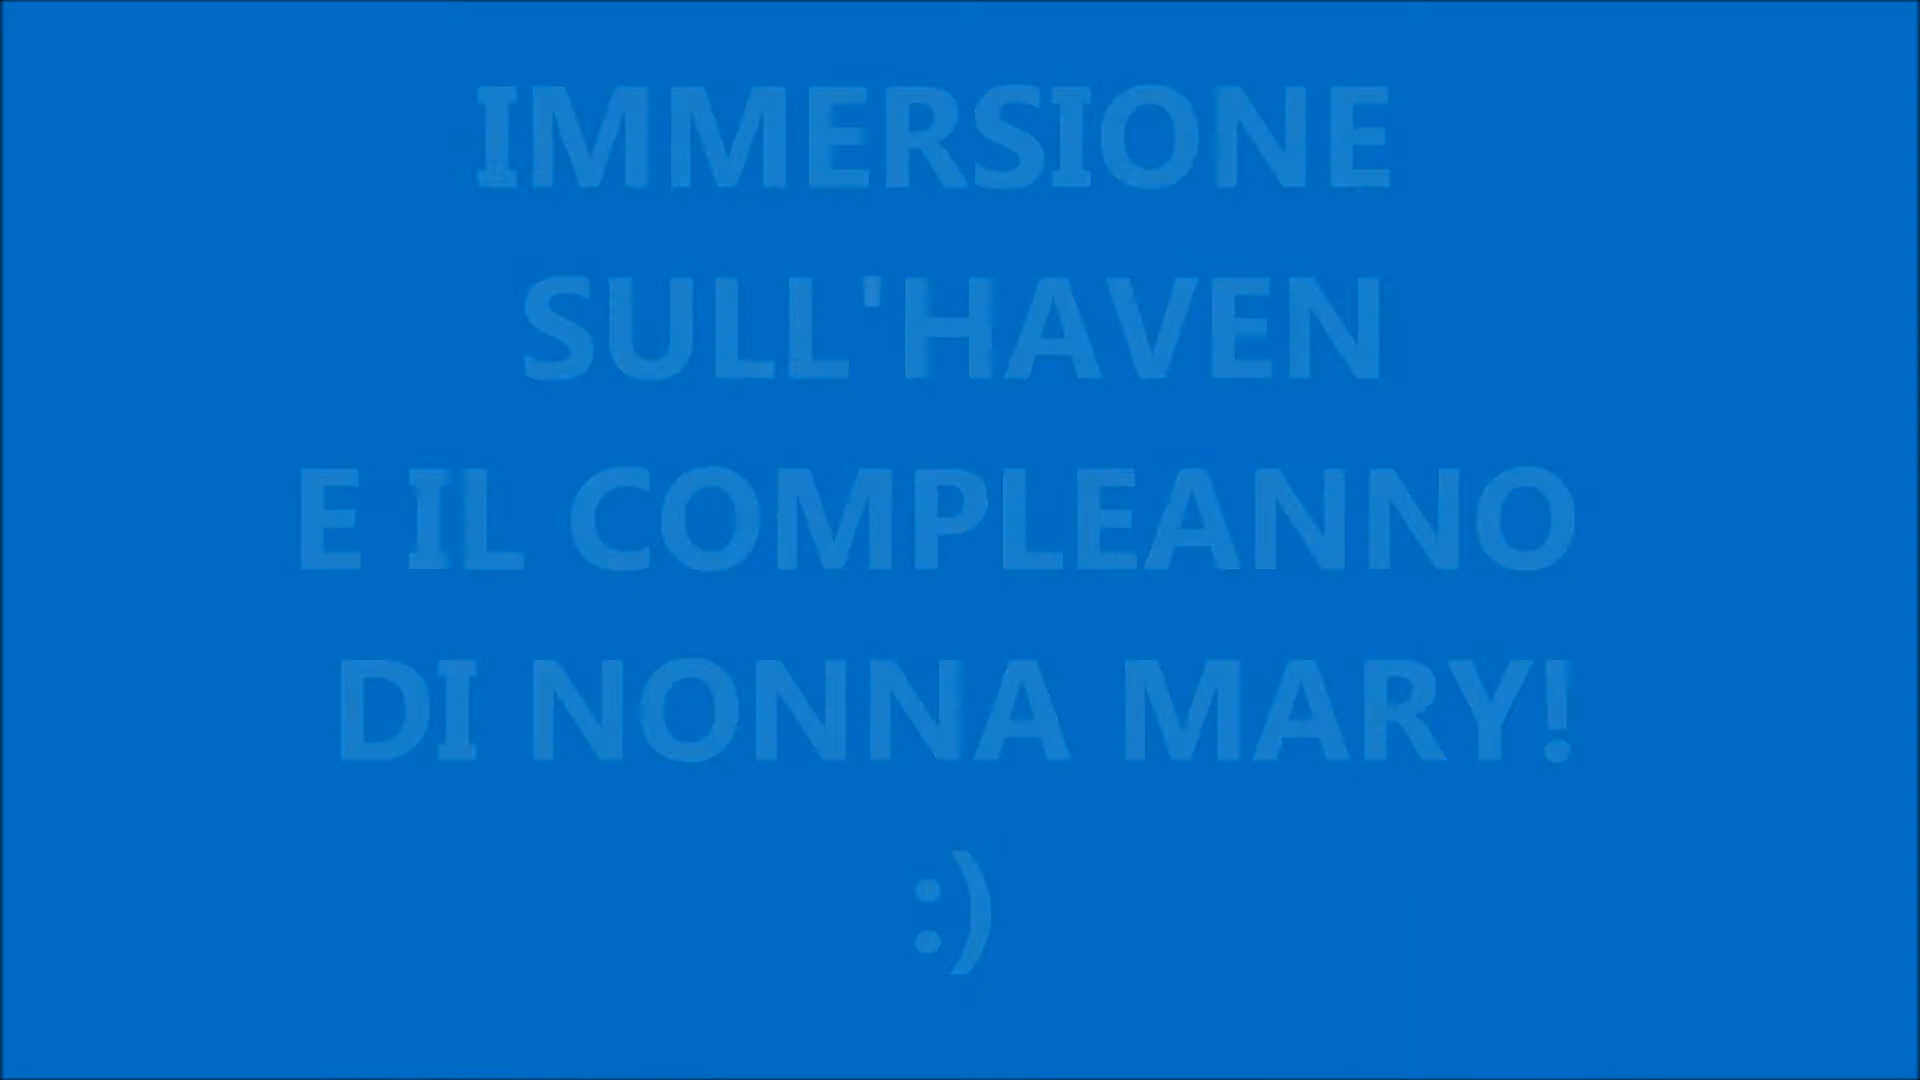 IMMERSIONE
SULL'HAVEN
E IL COMPLEANNO
DI NONNA MARY!
:)